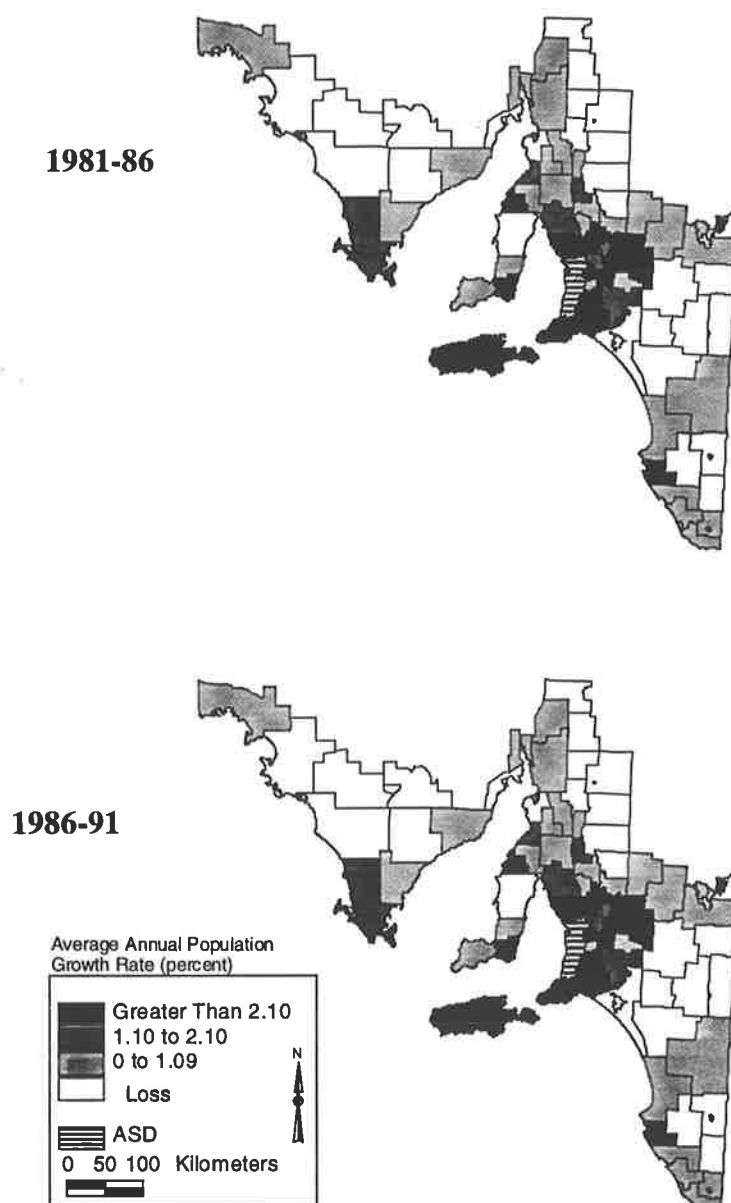 1981-86
1986-91
Average Annual Population
Growth Rate (percent)
Greater Than 2.10
1.10 to 2.10
0 to 1.09
Loss
N
ASD
0 50 100 Kilometers